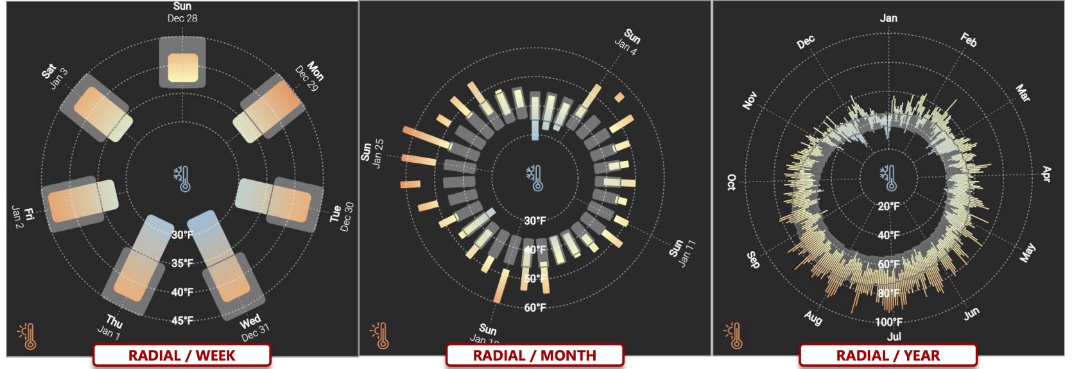 Sun
Dec 28
Mon
Dec 29
Tue
Dec 30
Wed
Dec 31
Thu
Jan 1
Fri
Jan 2
Sat
Jan 3
30°F
35°F
40°F
45°F
RADIAL / WEEK
Sun
Jan 4
Sun
Jan 11
Sun
Sun
Jan 25
30°F
40°F
50°F
60°F
RADIAL / MONTH
Jan
Feb
Mar
Apr
May
Jun
Jul
Aug
Sep
Oct
Nov
Dec
20°F
40°F
60°F
80°F
100°F
RADIAL / YEAR